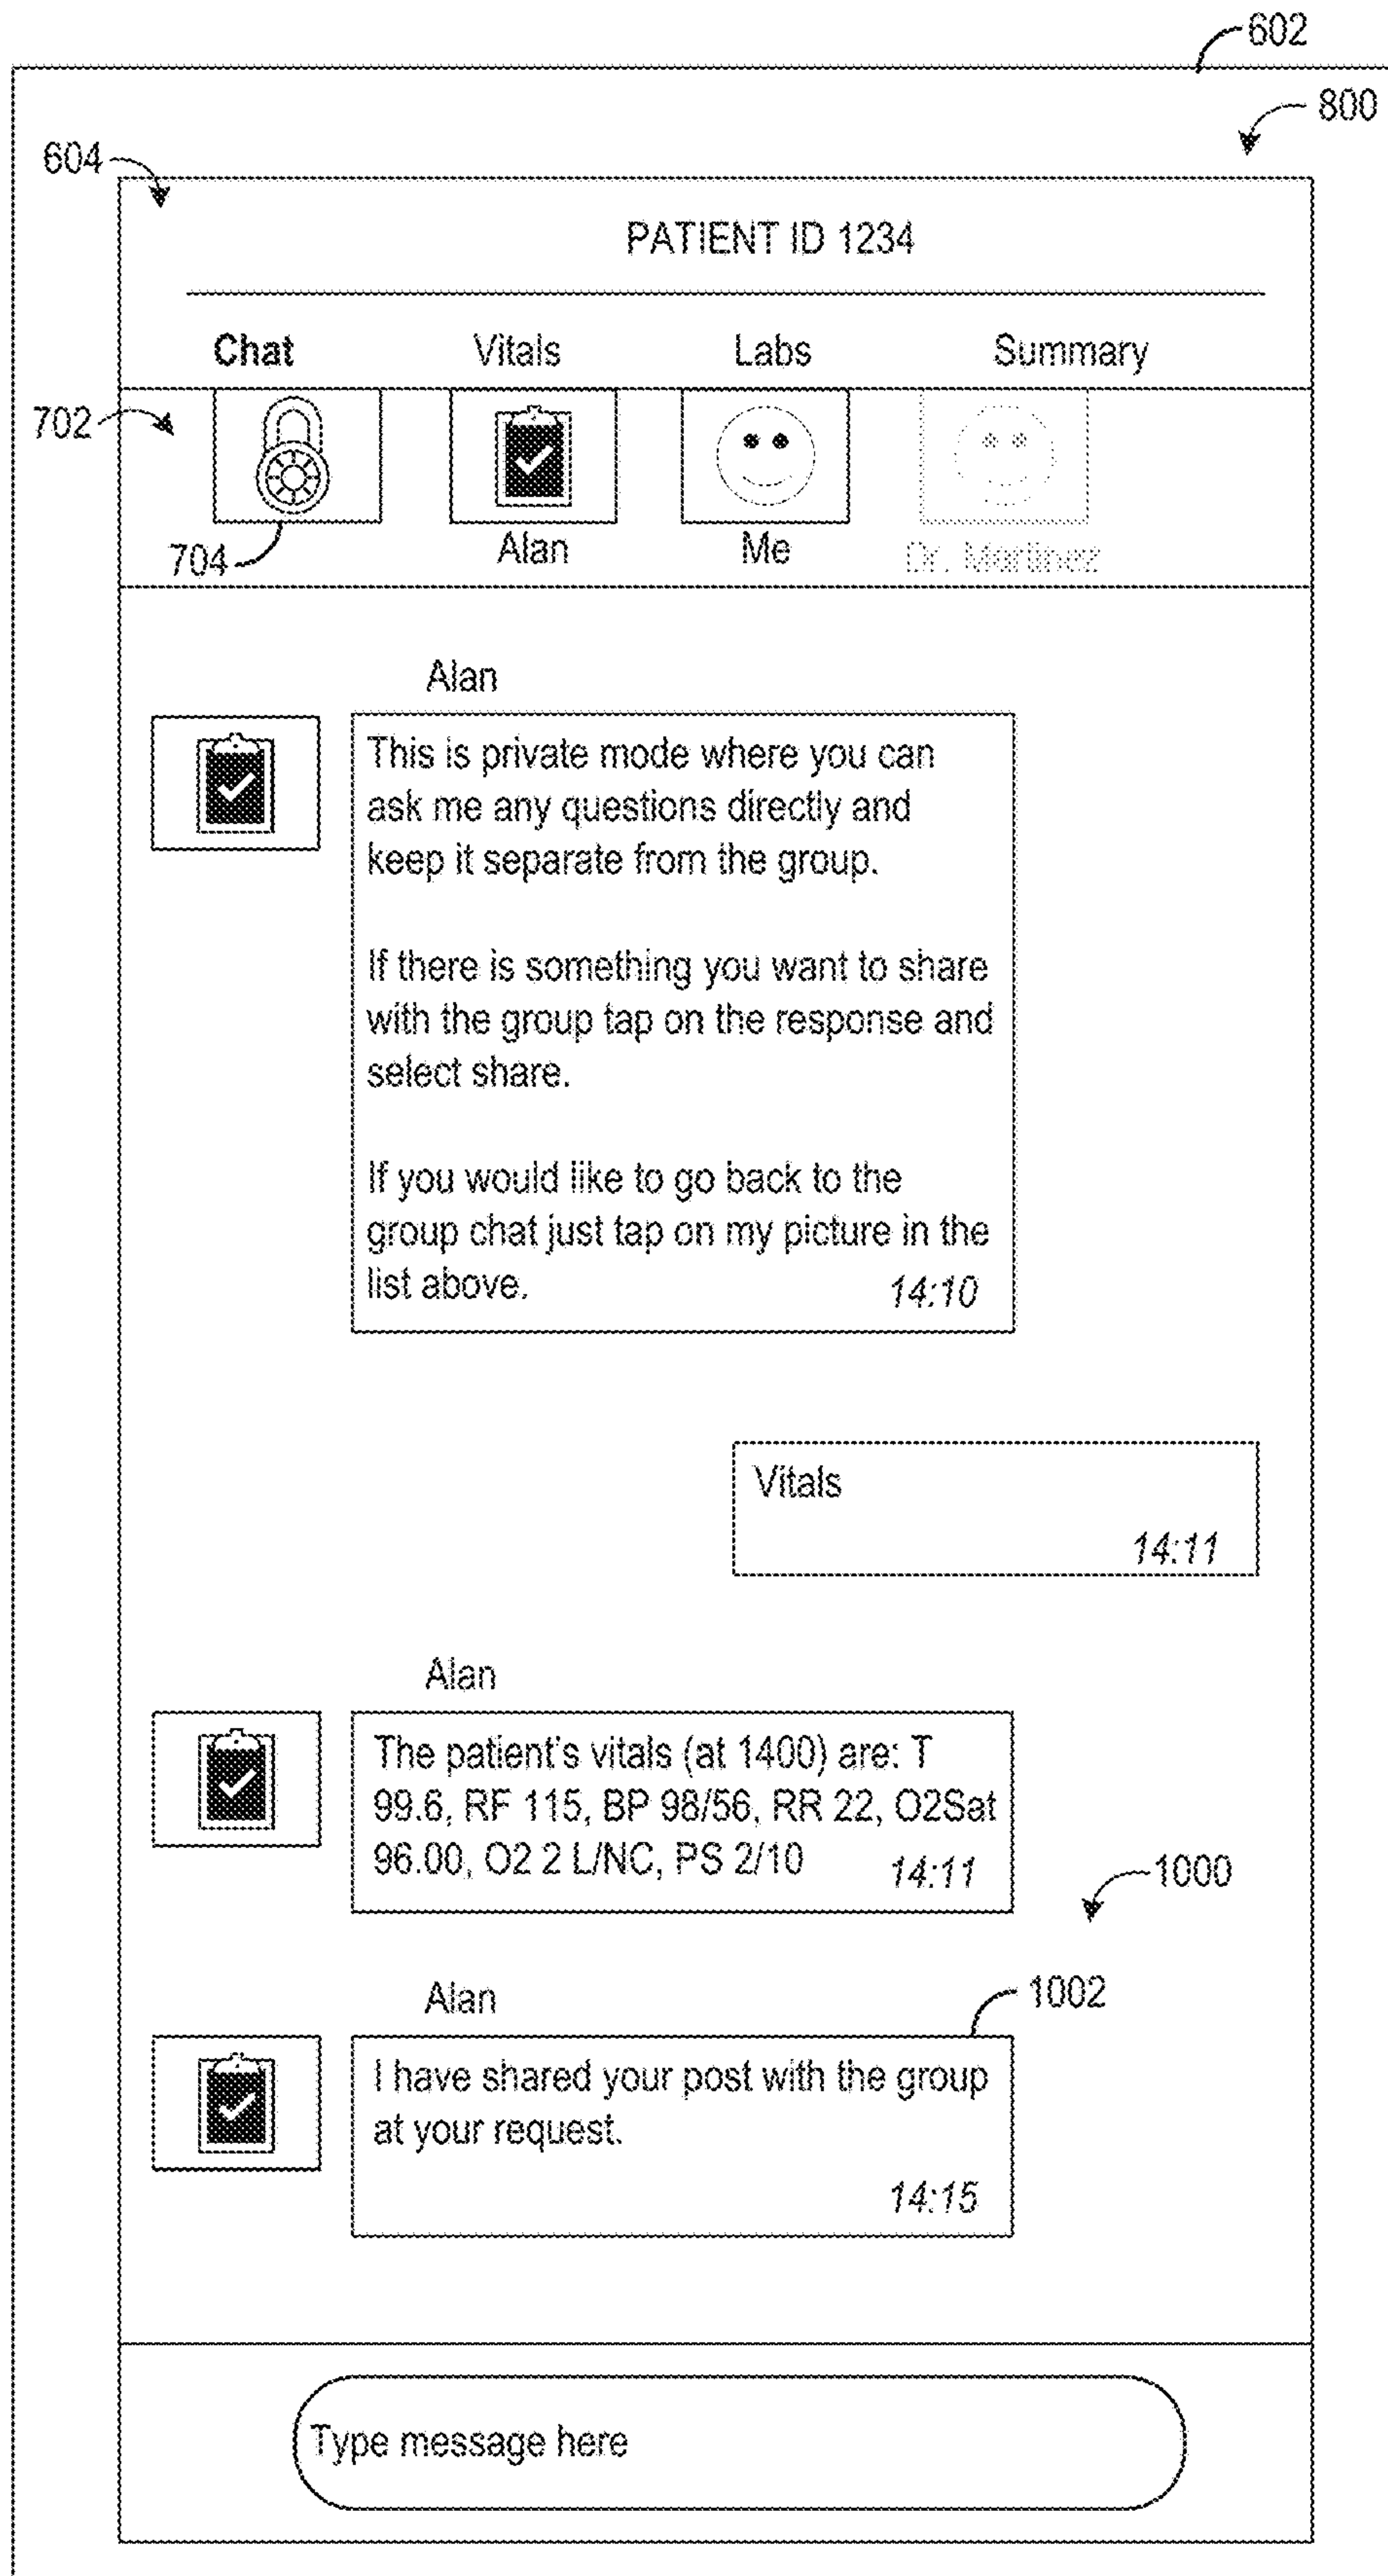 602
800
604
PATIENT ID 1234
Chat Vitals Labs Summary
702
704
Alan Me Dr. Martinez
Alan
This is private mode where you can
ask me any questions directly and
keep it separate from the group.
If there is something you want to share
with the group tap on the response and
select share.
If you would like to go back to the
group chat just tap on my picture in the
list above. 14:10
Vitals
14:11
Alan
The patient's vitals (at 1400) are: T
99.6, RF 115, BP 98/56, RR 22, O2Sat
96.00, O2 2 L/NC, PS 2/10 14:11
1000
Alan
1002
I have shared your post with the group
at your request.
14:15
Type message here